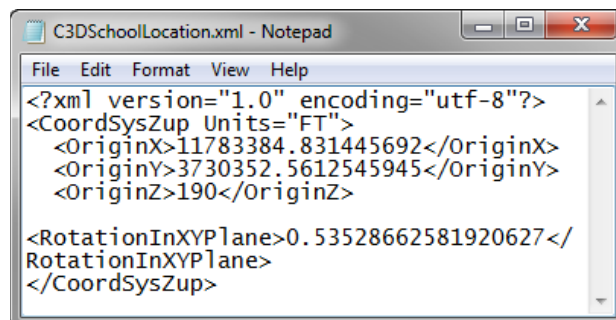 C3DSchoolLocation.xml - Notepad
File Edit Format View Help
<?xml version="1.0" encoding="utf-8"?>
<CoordSysZup Units="FT">
<OriginX>11783384.831445692</OriginX>
<OriginY>3730352.5612545945</OriginY>
<OriginZ>190</OriginZ>
<RotationInXYPlane>0.53528662581920627</
RotationInXYPlane>
</CoordSysZup>